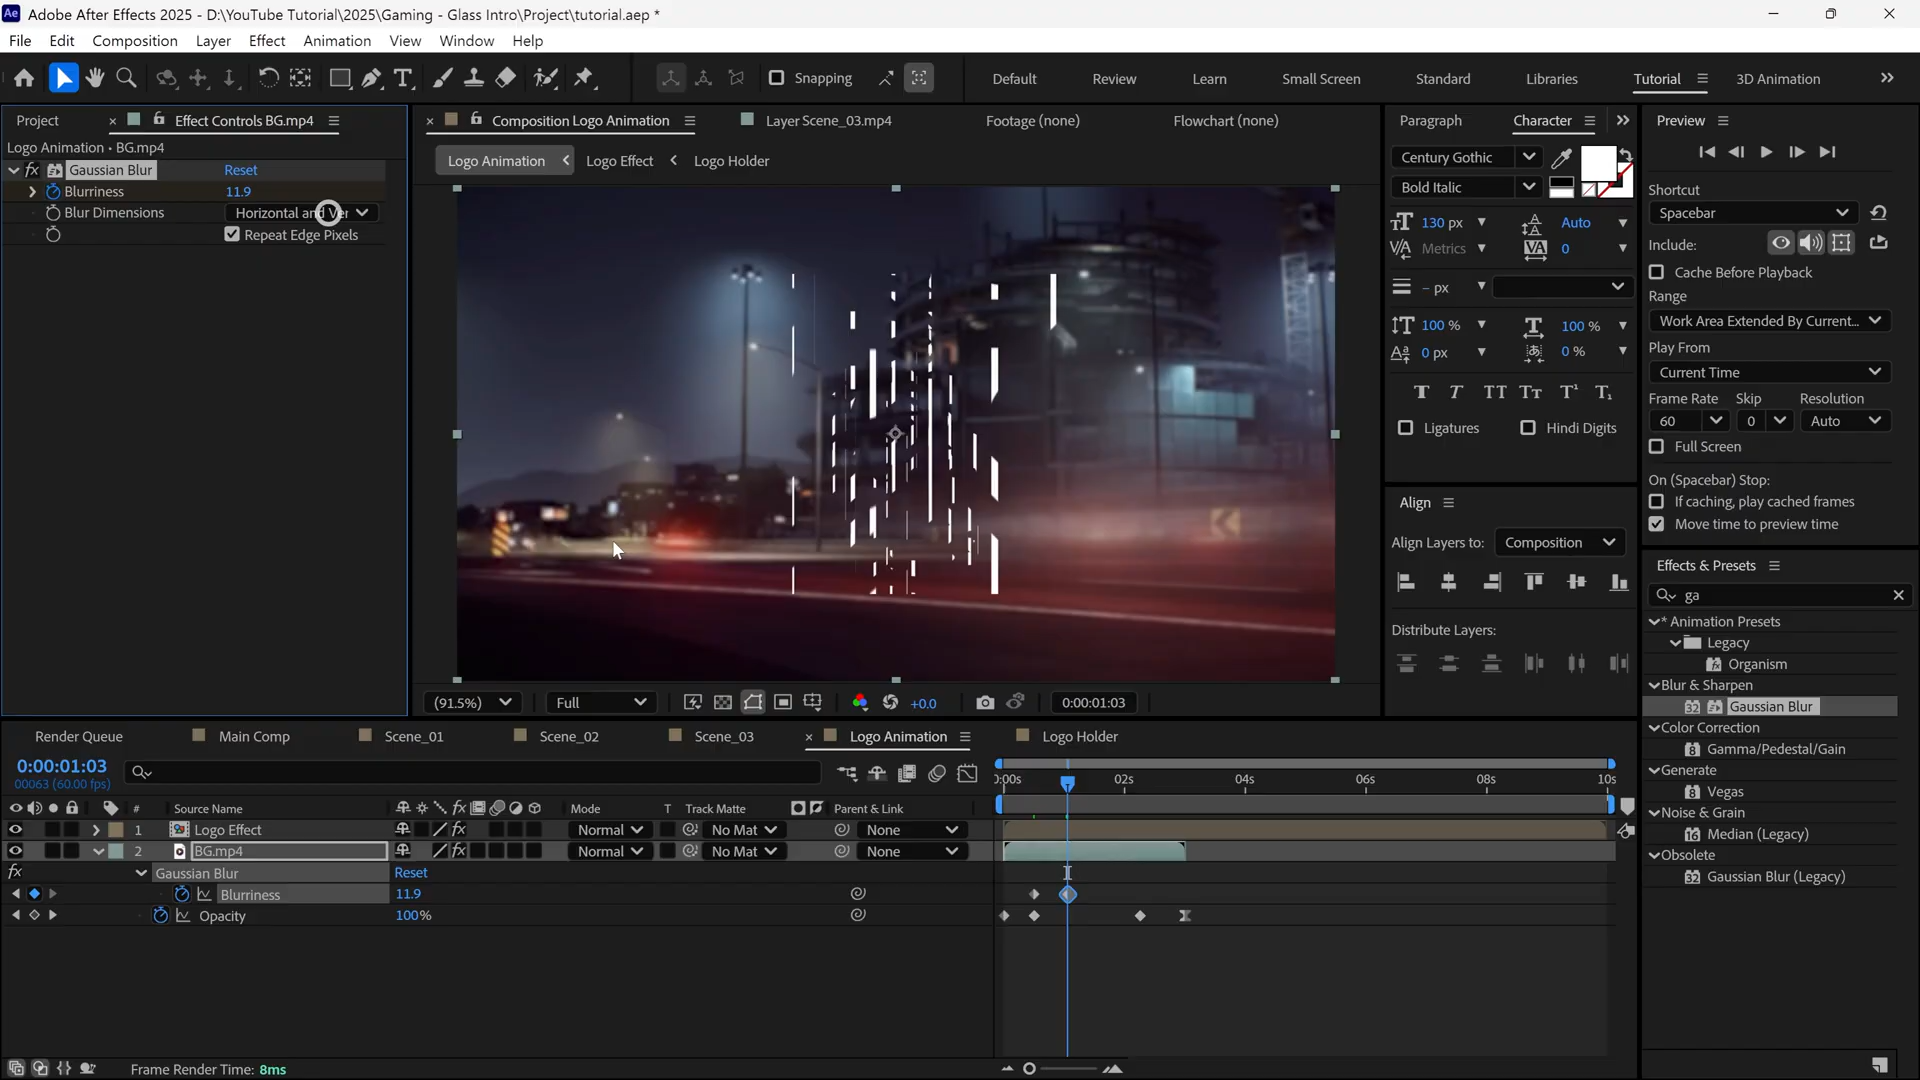 Adobe After Effects 2025 - D:\YouTube Tutorial\2025\Gaming - Glass Intro\Project\tutorial.aep *
File Edit Composition Layer Effect Animation View Window Help
Snapping Default Review Learn Small Screen Standard Libraries Tutorial 3D Animation
Project Effect Controls BG.mp4
Logo Animation • BG.mp4
fx Gaussian Blur Reset
Blurriness 11.9
Blur Dimensions Horizontal and Ver
Repeat Edge Pixels
Composition Logo Animation Layer Scene_03.mp4 Footage (none) Flowchart (none)
Logo Animation Logo Effect Logo Holder
(91.5%) Full +0.0 0:00:01:03
Paragraph Character
Century Gothic
Bold Italic
130 px Auto
Metrics 0
– px
100 % 100 %
0 px 0 %
Ligatures Hindi Digits
Align
Align Layers to: Composition
Distribute Layers:
Preview
Shortcut
Spacebar
Include:
Cache Before Playback
Range
Work Area Extended By Current...
Play From
Current Time
Frame Rate Skip Resolution
60 0 Auto
Full Screen
On (Spacebar) Stop:
If caching, play cached frames
Move time to preview time
Effects & Presets
ga
* Animation Presets
Legacy
Organism
Blur & Sharpen
32 Gaussian Blur
Color Correction
8 Gamma/Pedestal/Gain
Generate
8 Vegas
Noise & Grain
16 Median (Legacy)
Obsolete
32 Gaussian Blur (Legacy)
Render Queue Main Comp Scene_01 Scene_02 Scene_03 Logo Animation Logo Holder
0:00:01:03
00063 (60.00 fps)
):00s 02s 04s 06s 08s 10s
# Source Name Mode T Track Matte Parent & Link
1 Logo Effect fx Normal No Mat None
2 BG.mp4 fx Normal No Mat None
fx Gaussian Blur Reset
Blurriness 11.9
Opacity 100%
Frame Render Time: 8ms